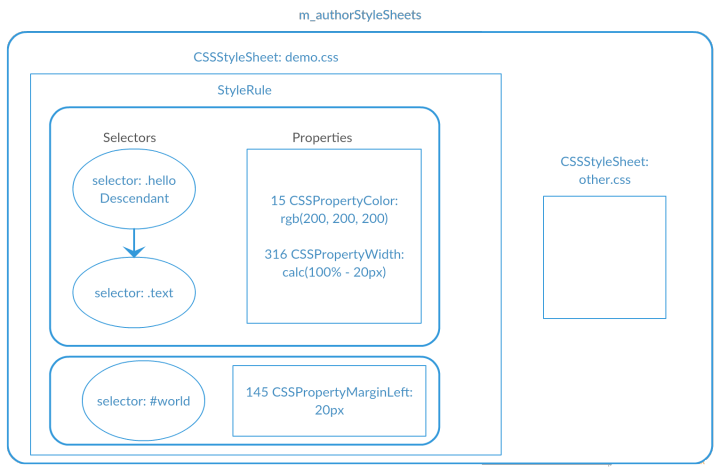 m_authorStyleSheets
CSSStyleSheet: demo.css
StyleRule
Selectors
Properties
selector: .hello
Descendant
selector: .text
15 CSSPropertyColor:
rgb(200, 200, 200)
316 CSSPropertyWidth:
calc(100% - 20px)
selector: #world
145 CSSPropertyMarginLeft:
20px
CSSStyleSheet:
other.css